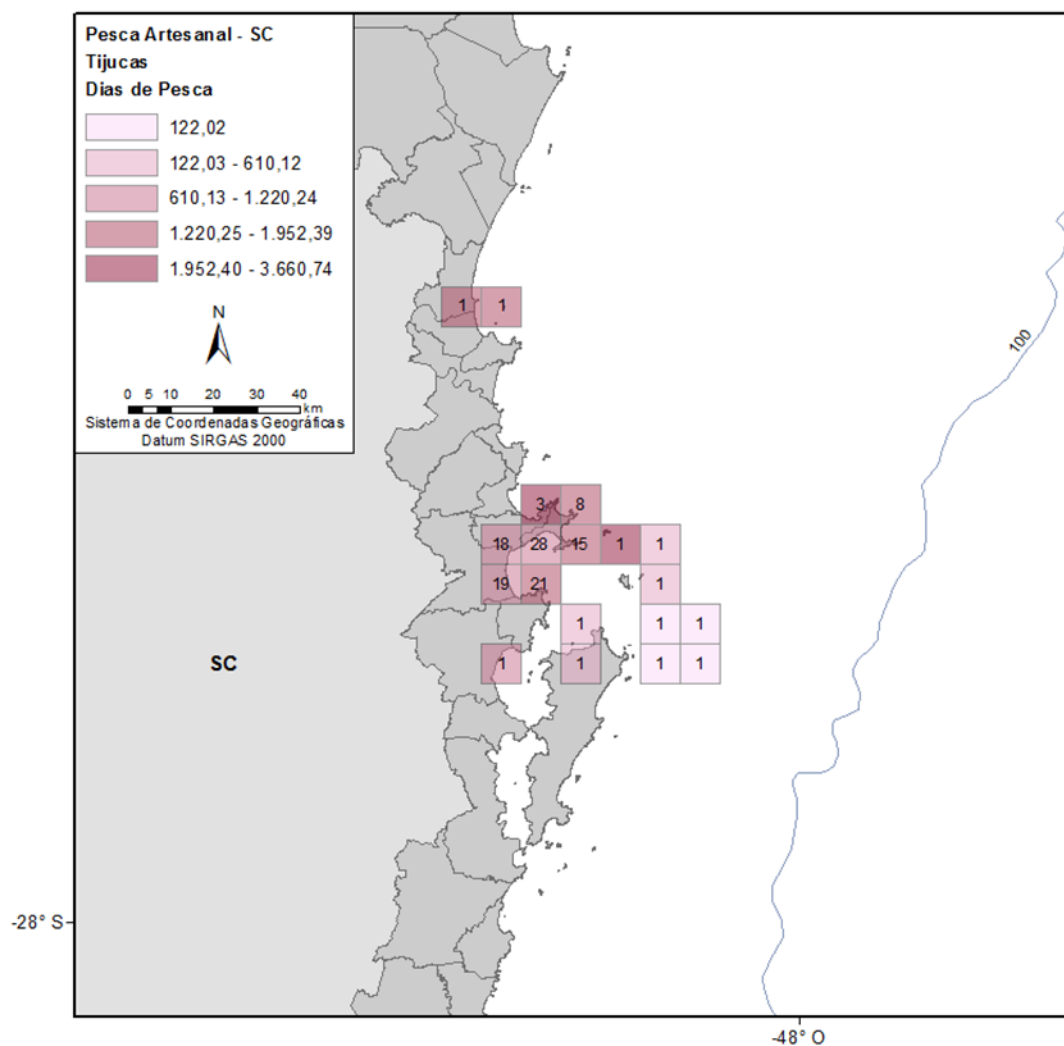 Pesca Artesanal - SC
Tijucas
Dias de Pesca
122,02
122,03 - 610,12
610,13 - 1.220,24
1.220,25 - 1.952,39
1.952,40 - 3.660,74
N
0 5 10 20 30 40
km
Sistema de Coordenadas Geográficas
Datum SIRGAS 2000
1 1
100
3 8
18 28 15 1 1
19 21 1
1 1 1
SC
1 1 1 1
-28° S
-48° O